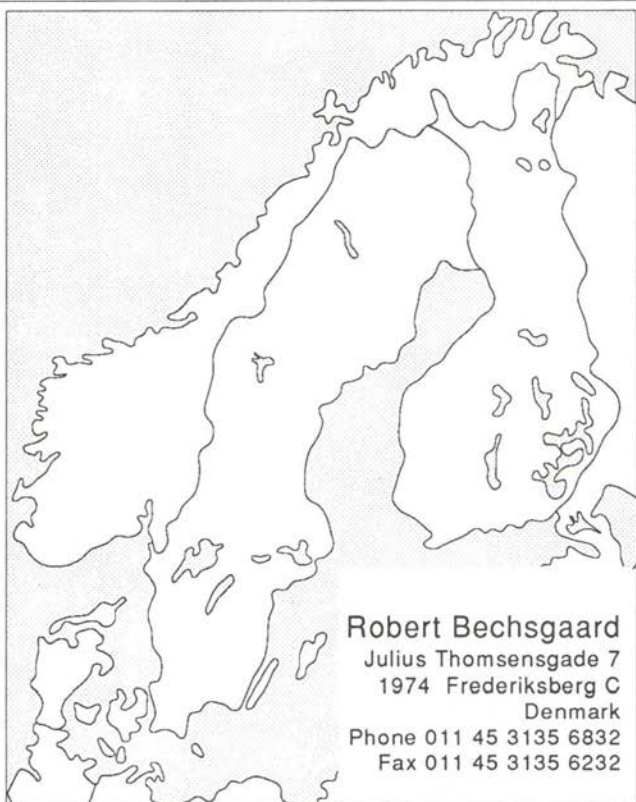 Robert Bechsgaard
Julius Thomsensgade 7
1974 Frederiksberg C
Denmark
Phone 011 45 3135 6832
Fax 011 45 3135 6232